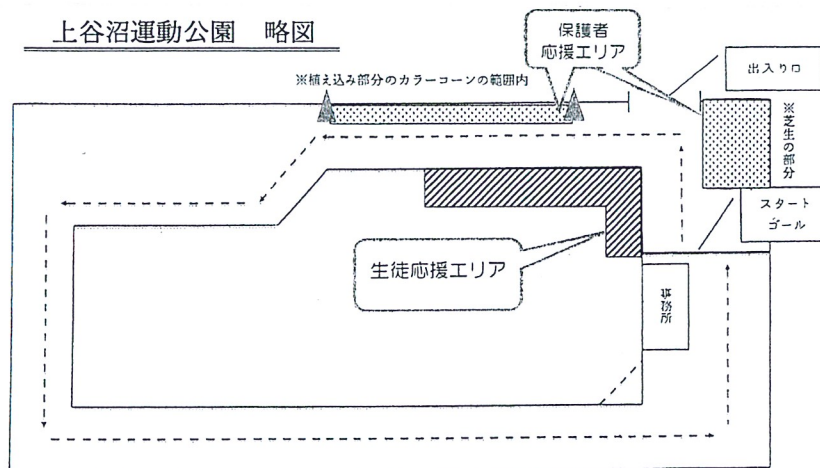 上谷沼運動公園 略図
保護者
応援エリア
※植え込み部分のカラーコーンの範囲内
出入り口
※芝生の部分
スタート
ゴール
生徒応援エリア